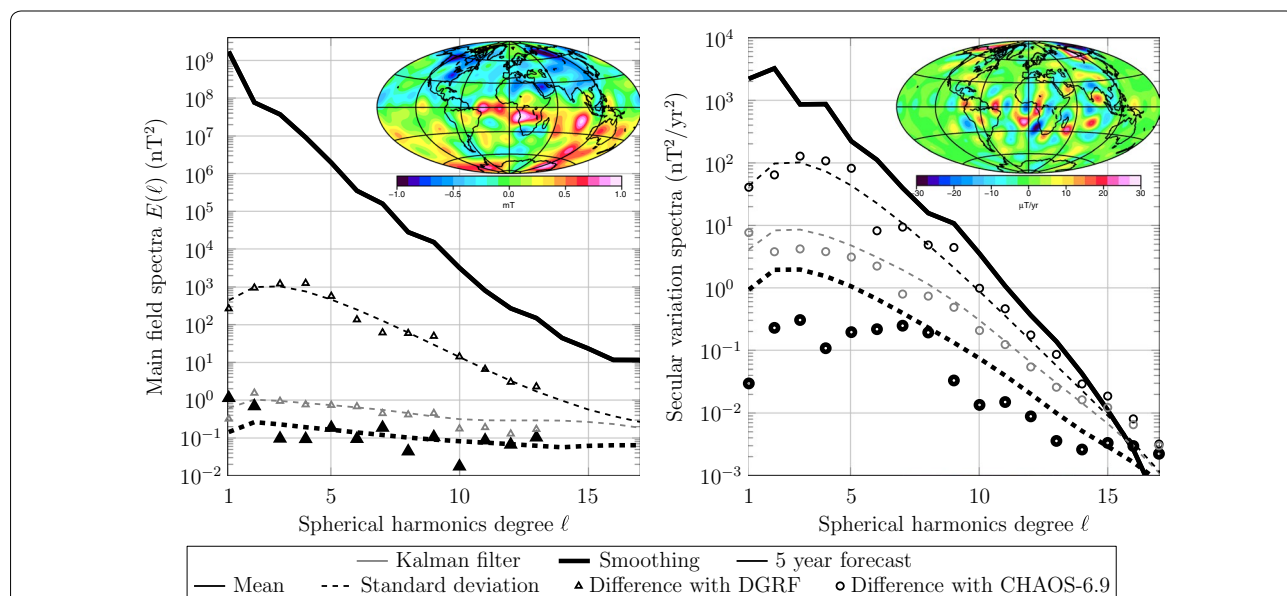 Main field spectra E(ℓ) (nT²)
10⁹
10⁸
10⁷
10⁶
10⁵
10⁴
10³
10²
10¹
10⁰
10⁻¹
10⁻²
1 5 10 15
Spherical harmonics degree ℓ
−1.0 −0.5 0.0 0.5 1.0
mT
Secular variation spectra (nT²/yr²)
10⁴
10³
10²
10¹
10⁰
10⁻¹
10⁻²
10⁻³
1 5 10 15
Spherical harmonics degree ℓ
−30 −20 −10 0 10 20 30
μT/yr
Kalman filter Smoothing 5 year forecast
Mean Standard deviation Difference with DGRF Difference with CHAOS-6.9